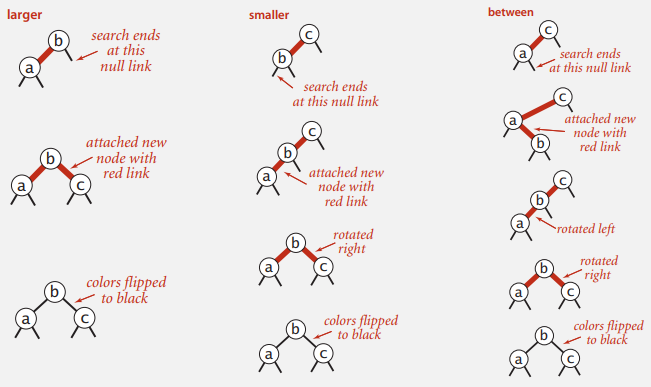 larger
b
a
search ends
at this
null link
b
a
c
attached new
node with
red link
b
a
c
colors flipped
to black
smaller
c
b
search ends
at this null link
c
b
a
attached new
node with
red link
b
a
c
rotated
right
b
a
c
colors flipped
to black
between
c
a
search ends
at this null link
c
a
b
attached new
node with
red link
c
b
a
rotated left
b
a
c
rotated
right
b
a
c
colors flipped
to black